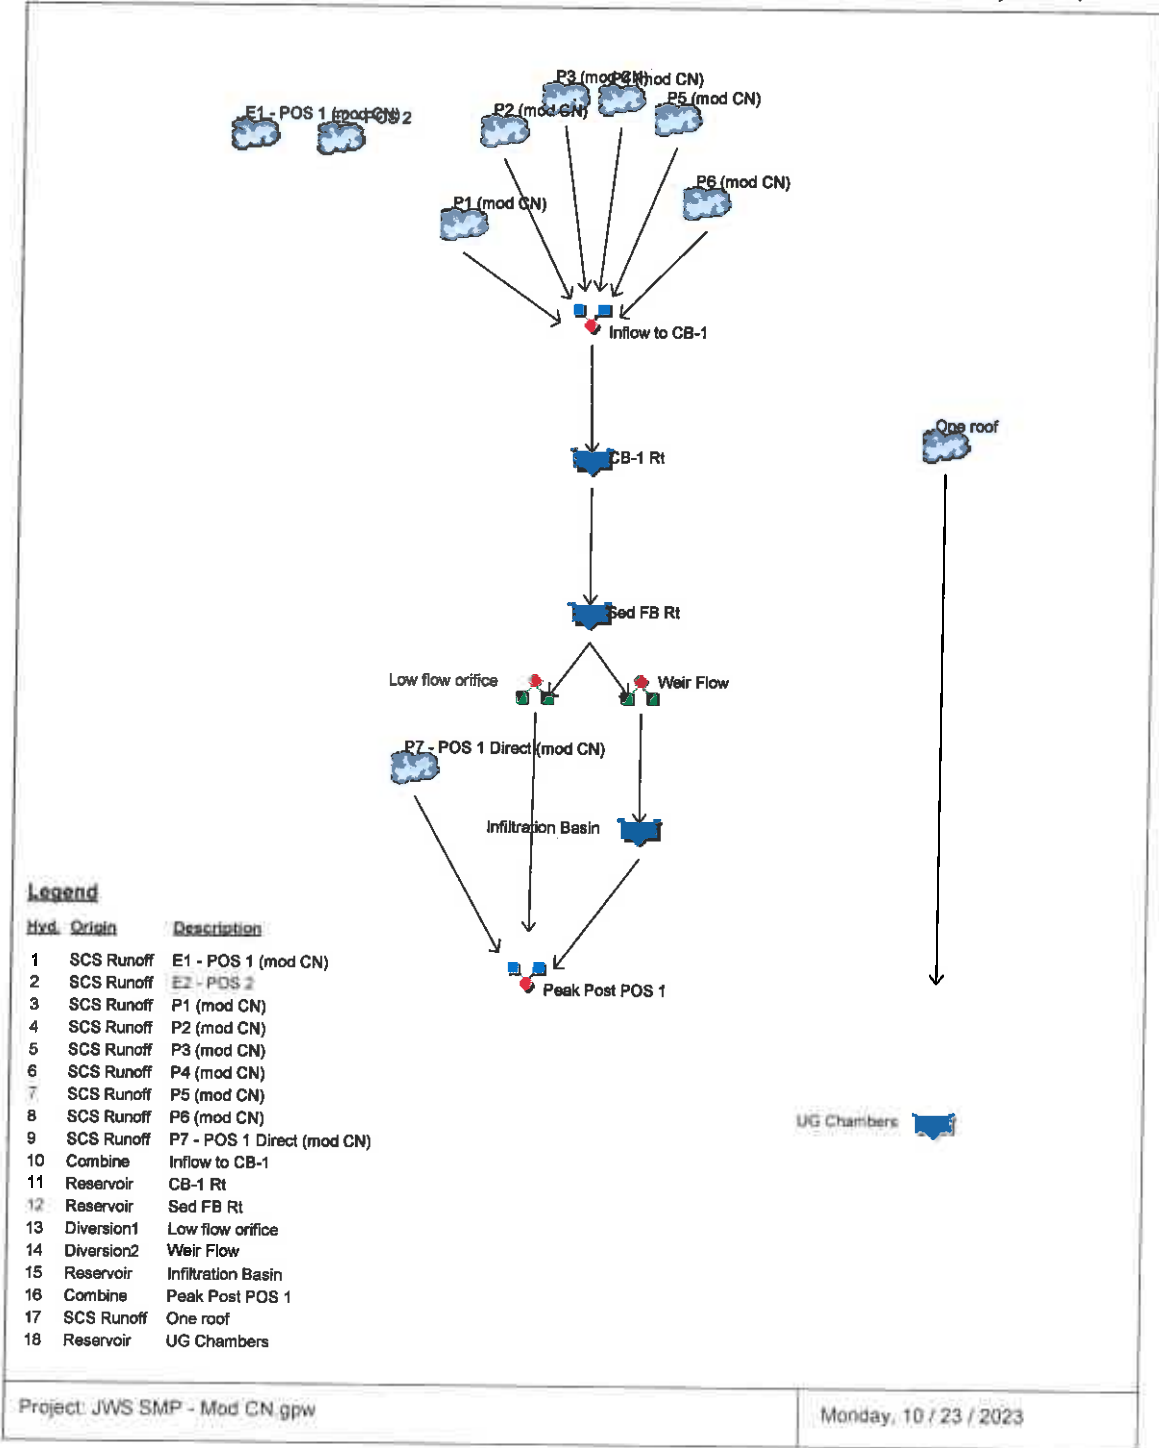 P3 (mod CN)
P4 (mod CN)
P5 (mod CN)
E1 - POS 1 (mod CN)
E2 - POS 2
P2 (mod CN)
P6 (mod CN)
P1 (mod CN)
Inflow to CB-1
One roof
CB-1 Rt
Sed FB Rt
Low flow orifice
Weir Flow
P7 - POS 1 Direct (mod CN)
Infiltration Basin
Peak Post POS 1
UG Chambers
Legend
Hyd. Origin Description
1 SCS Runoff E1 - POS 1 (mod CN)
2 SCS Runoff E2 - POS 2
3 SCS Runoff P1 (mod CN)
4 SCS Runoff P2 (mod CN)
5 SCS Runoff P3 (mod CN)
6 SCS Runoff P4 (mod CN)
7 SCS Runoff P5 (mod CN)
8 SCS Runoff P6 (mod CN)
9 SCS Runoff P7 - POS 1 Direct (mod CN)
10 Combine Inflow to CB-1
11 Reservoir CB-1 Rt
12 Reservoir Sed FB Rt
13 Diversion1 Low flow orifice
14 Diversion2 Weir Flow
15 Reservoir Infiltration Basin
16 Combine Peak Post POS 1
17 SCS Runoff One roof
18 Reservoir UG Chambers
Project: JWS SMP - Mod CN.gpw
Monday, 10 / 23 / 2023